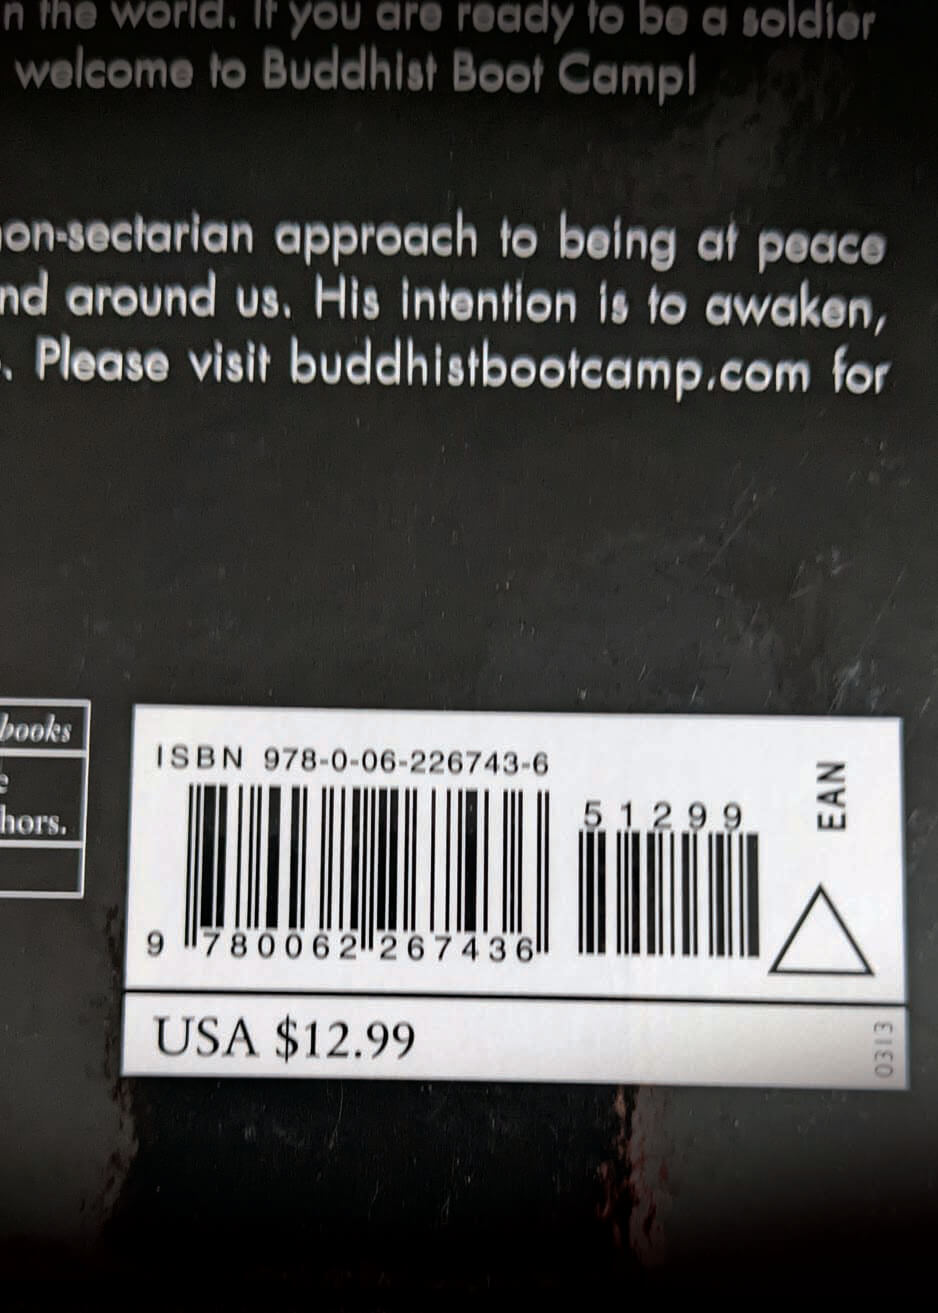 n the world. If you are ready to be a soldier
welcome to Buddhist Boot Camp!
on-sectarian approach to being at peace
nd around us. His intention is to awaken,
. Please visit buddhistbootcamp.com for
books
e
hors.
ISBN 978-0-06-226743-6
51299
EAN
9 780062 267436
USA $12.99
0313